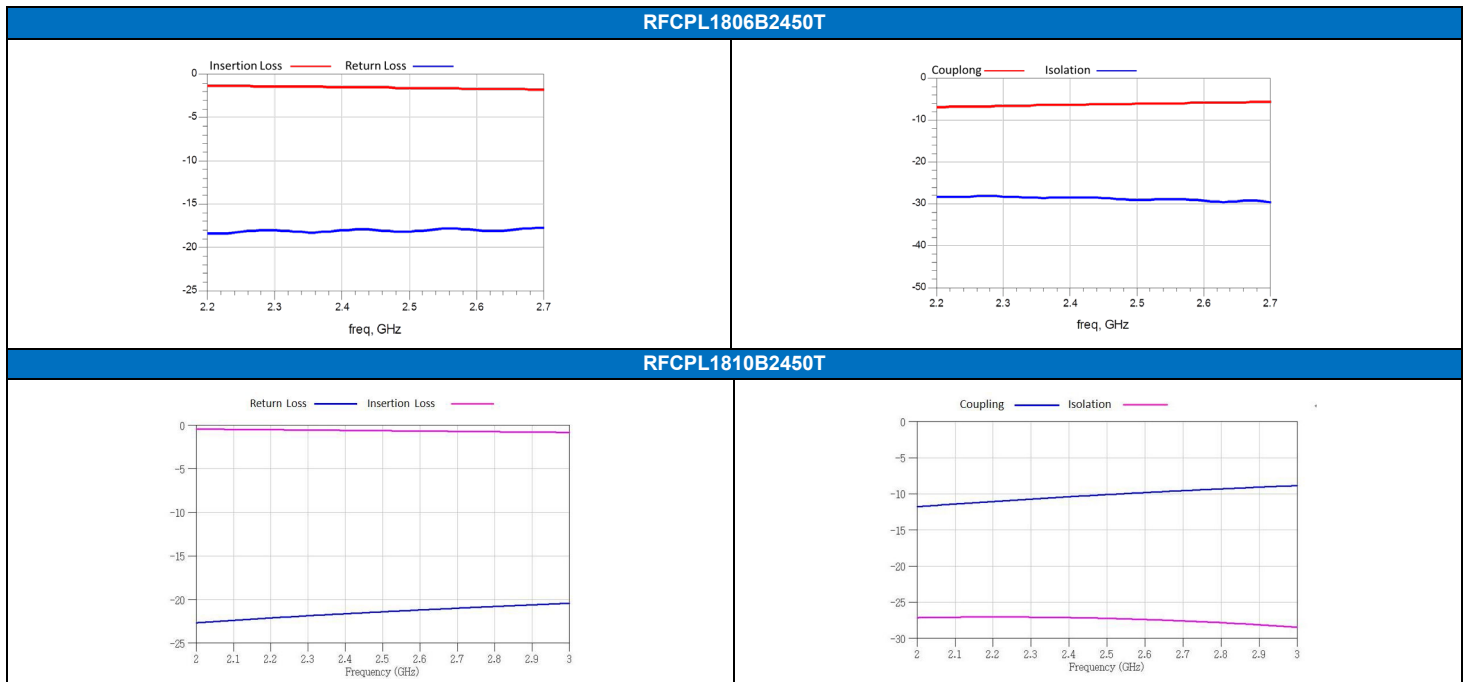 RFCPL1806B2450T
Insertion Loss Return Loss
0
-5
-10
-15
-20
-25
2.2 2.3 2.4 2.5 2.6 2.7
freq, GHz
Couplong Isolation
0
-10
-20
-30
-40
-50
2.2 2.3 2.4 2.5 2.6 2.7
freq, GHz
RFCPL1810B2450T
Return Loss Insertion Loss
0
-5
-10
-15
-20
-25
2 2.1 2.2 2.3 2.4 2.5 2.6 2.7 2.8 2.9 3
Frequency (GHz)
Coupling Isolation
0
-5
-10
-15
-20
-25
-30
2 2.1 2.2 2.3 2.4 2.5 2.6 2.7 2.8 2.9 3
Frequency (GHz)